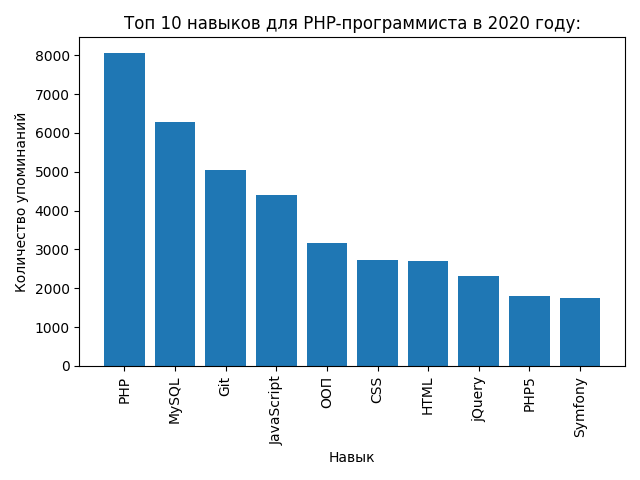 Топ 10 навыков для PHP-программиста в 2020 году:
Количество упоминаний
8000
7000
6000
5000
4000
3000
2000
1000
0
PHP
MySQL
Git
JavaScript
ООП
CSS
HTML
jQuery
PHP5
Symfony
Навык